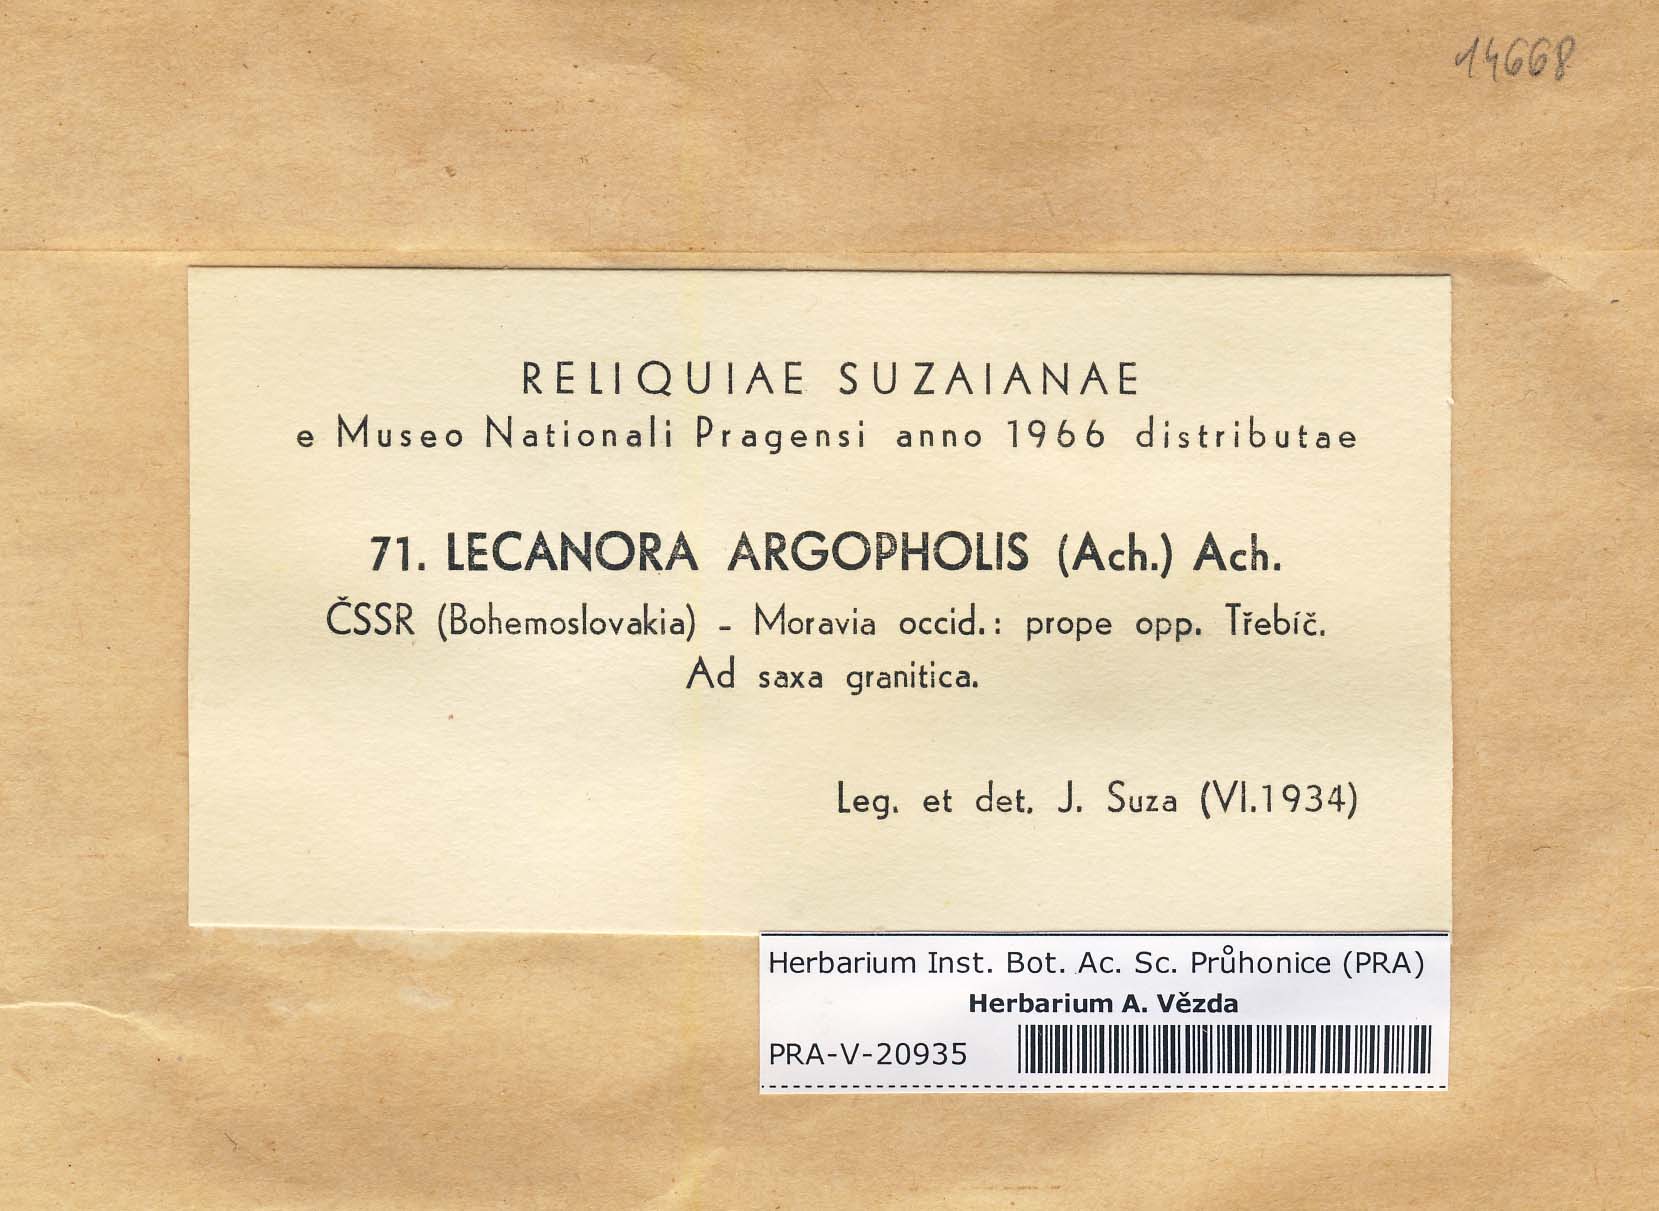 14668
RELIQUIAE SUZAIANAE
e Museo Nationali Pragensi anno 1966 distributae
71. LECANORA ARGOPHOLIS (Ach.) Ach.
ČSSR (Bohemoslovakia) - Moravia occid.: prope opp. Třebíč.
Ad saxa granitica.
Leg. et det. J. Suza (VI.1934)
Herbarium Inst. Bot. Ac. Sc. Průhonice (PRA)
Herbarium A. Vězda
PRA-V-20935